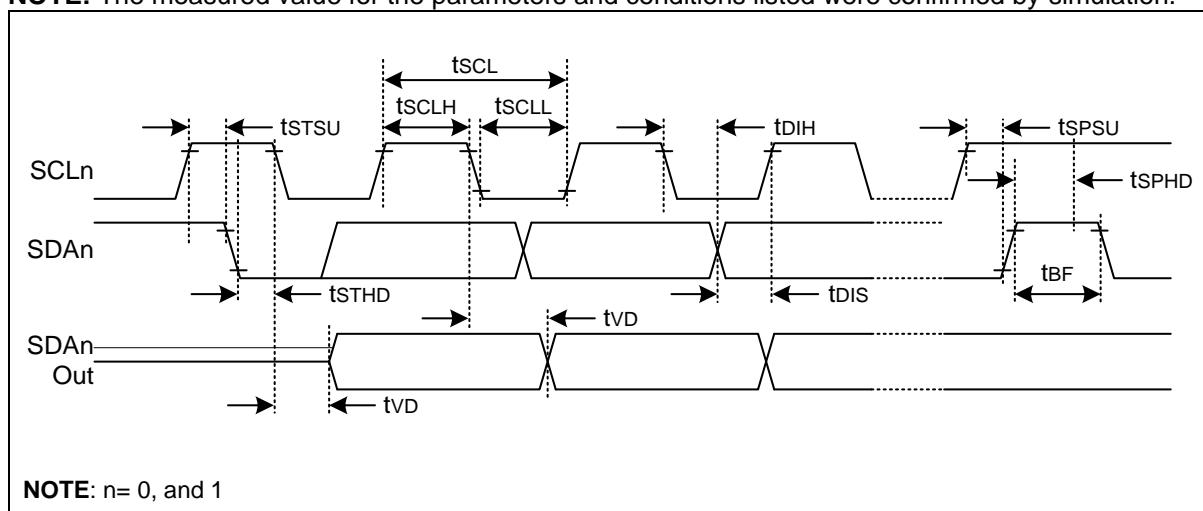 NOTE: The measured value for the parameters and conditions listed were confirmed by simulation.
tSCL
tSCLH tSCLL
tSTSU tDIH tSPSU
SCLn
tSPHD
SDAn
tBF
tSTHD tDIS
tVD
SDAn
Out
tVD
NOTE: n= 0, and 1